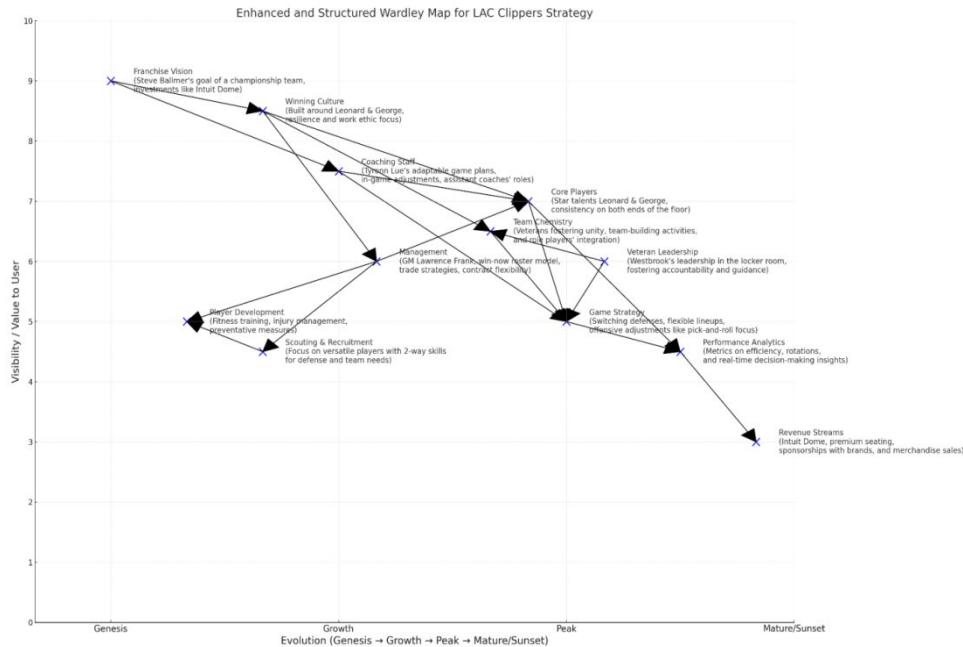 Enhanced and Structured Wardley Map for LAC Clippers Strategy
10
9
8
7
6
5
4
3
2
1
0
Visibility / Value to User
Franchise Vision
(Steve Ballmer's goal of a championship team,
investments like Intuit Dome)
Winning Culture
(Built around Leonard & George,
resilience and work ethic focus)
Coaching Staff
(Tyronn Lue's adaptable game plans,
in-game adjustments, assistant coaches' roles)
Core Players
(Star talents Leonard & George,
consistency on both ends of the floor)
Team Chemistry
(Veterans fostering unity, team-building activities,
and role players' integration)
Management
(GM Lawrence Frank, win-now roster model,
trade strategies, contract flexibility)
Veteran Leadership
(Westbrook's leadership in the locker room,
fostering accountability and guidance)
Player Development
(Fitness training, injury management,
preventative measures)
Game Strategy
(Switching defenses, flexible lineups,
offensive adjustments like pick-and-roll focus)
Scouting & Recruitment
(Focus on versatile players with 2-way skills
for defense and team needs)
Performance Analytics
(Metrics on efficiency, rotations,
and real-time decision-making insights)
Revenue Streams
(Intuit Dome, premium seating,
sponsorships with brands, and merchandise sales)
Genesis
Growth
Peak
Mature/Sunset
Evolution (Genesis → Growth → Peak → Mature/Sunset)